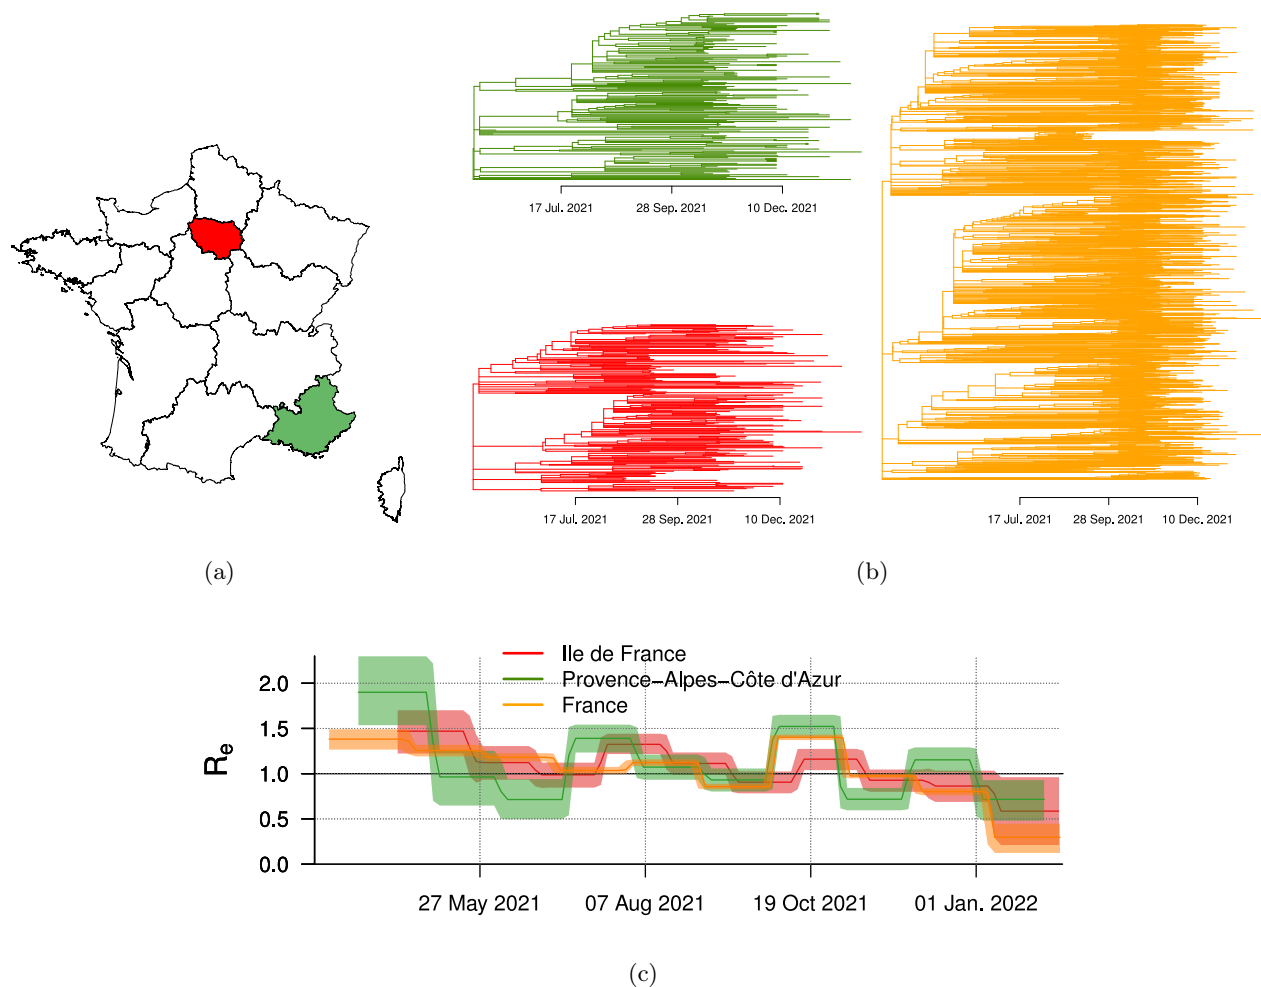 17 Jul. 2021 28 Sep. 2021 10 Dec. 2021
17 Jul. 2021 28 Sep. 2021 10 Dec. 2021
17 Jul. 2021 28 Sep. 2021 10 Dec. 2021
(a)
(b)
Ile de France
Provence−Alpes−Côte d'Azur
France
Re
2.0
1.5
1.0
0.5
0.0
27 May 2021 07 Aug 2021 19 Oct 2021 01 Jan. 2022
(c)